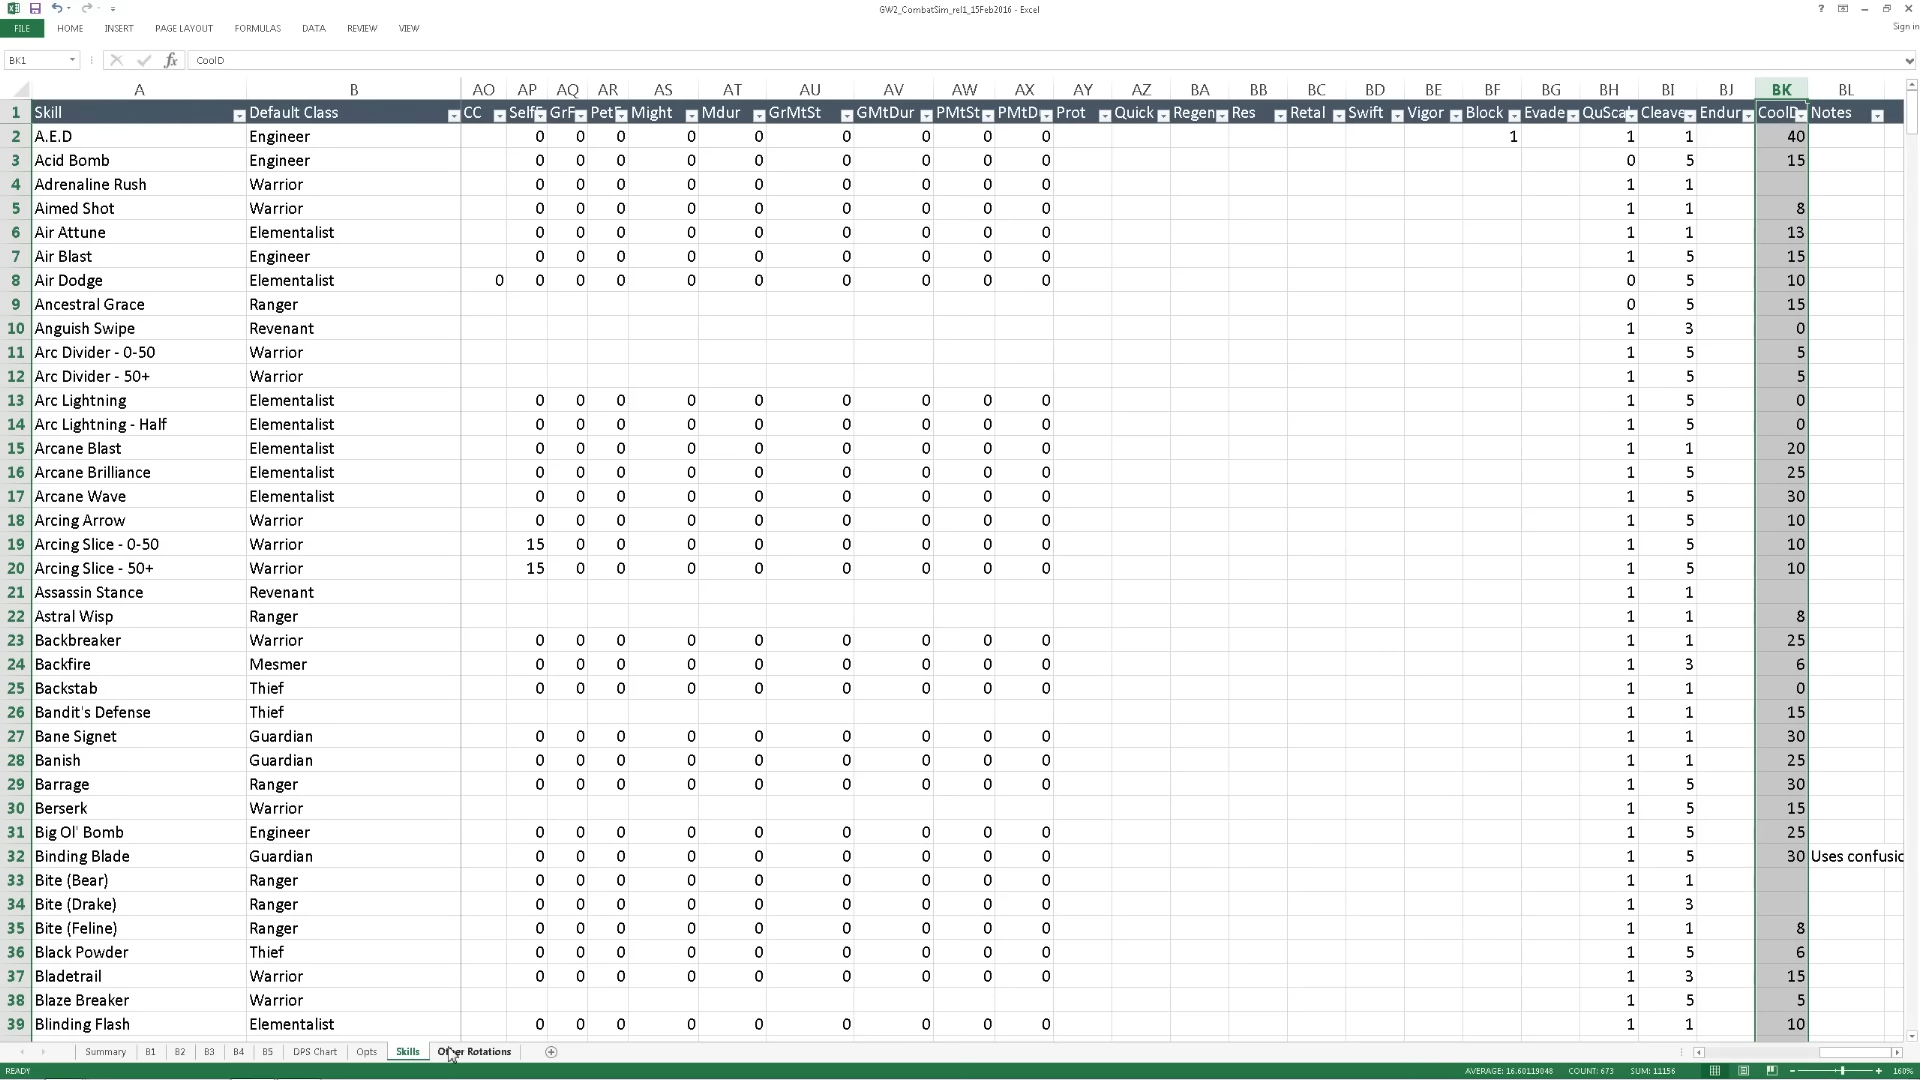 GW2_CombatSim_rel1_15Feb2016 - Excel
?
Sign in
FILE HOME INSERT PAGE LAYOUT FORMULAS DATA REVIEW VIEW
BK1 fx CoolD
A B AO AP AQ AR AS AT AU AV AW AX AY AZ BA BB BC BD BE BF BG BH BI BJ BK BL
1 Skill Default Class CC SelfF GrF PetF Might Mdur GrMtSt GMtDur PMtSt PMtD Prot Quick Regen Res Retal Swift Vigor Block Evade QuScal Cleave Endur CoolD Notes
2 A.E.D Engineer 0 0 0 0 0 0 0 0 0 1 1 1 40
3 Acid Bomb Engineer 0 0 0 0 0 0 0 0 0 0 5 15
4 Adrenaline Rush Warrior 0 0 0 0 0 0 0 0 0 1 1
5 Aimed Shot Warrior 0 0 0 0 0 0 0 0 0 1 1 8
6 Air Attune Elementalist 0 0 0 0 0 0 0 0 0 1 1 13
7 Air Blast Engineer 0 0 0 0 0 0 0 0 0 1 5 15
8 Air Dodge Elementalist 0 0 0 0 0 0 0 0 0 0 0 5 10
9 Ancestral Grace Ranger 0 5 15
10 Anguish Swipe Revenant 1 3 0
11 Arc Divider - 0-50 Warrior 1 5 5
12 Arc Divider - 50+ Warrior 1 5 5
13 Arc Lightning Elementalist 0 0 0 0 0 0 0 0 0 1 5 0
14 Arc Lightning - Half Elementalist 0 0 0 0 0 0 0 0 0 1 5 0
15 Arcane Blast Elementalist 0 0 0 0 0 0 0 0 0 1 1 20
16 Arcane Brilliance Elementalist 0 0 0 0 0 0 0 0 0 1 5 25
17 Arcane Wave Elementalist 0 0 0 0 0 0 0 0 0 1 5 30
18 Arcing Arrow Warrior 0 0 0 0 0 0 0 0 0 1 5 10
19 Arcing Slice - 0-50 Warrior 15 0 0 0 0 0 0 0 0 1 5 10
20 Arcing Slice - 50+ Warrior 15 0 0 0 0 0 0 0 0 1 5 10
21 Assassin Stance Revenant 1 1
22 Astral Wisp Ranger 1 1 8
23 Backbreaker Warrior 0 0 0 0 0 0 0 0 0 1 1 25
24 Backfire Mesmer 0 0 0 0 0 0 0 0 0 1 3 6
25 Backstab Thief 0 0 0 0 0 0 0 0 0 1 1 0
26 Bandit's Defense Thief 1 1 15
27 Bane Signet Guardian 0 0 0 0 0 0 0 0 0 1 1 30
28 Banish Guardian 0 0 0 0 0 0 0 0 0 1 1 25
29 Barrage Ranger 0 0 0 0 0 0 0 0 0 1 5 30
30 Berserk Warrior 1 5 15
31 Big Ol' Bomb Engineer 0 0 0 0 0 0 0 0 0 1 5 25
32 Binding Blade Guardian 0 0 0 0 0 0 0 0 0 1 5 30 Uses confusic
33 Bite (Bear) Ranger 0 0 0 0 0 0 0 0 0 1 1
34 Bite (Drake) Ranger 0 0 0 0 0 0 0 0 0 1 3
35 Bite (Feline) Ranger 0 0 0 0 0 0 0 0 0 1 1 8
36 Black Powder Thief 0 0 0 0 0 0 0 0 0 1 5 6
37 Bladetrail Warrior 0 0 0 0 0 0 0 0 0 1 3 15
38 Blaze Breaker Warrior 1 5 5
39 Blinding Flash Elementalist 0 0 0 0 0 0 0 0 0 1 1 10
Summary B1 B2 B3 B4 B5 DPS Chart Opts Skills Other Rotations
READY AVERAGE: 16.60119048 COUNT: 673 SUM: 11156 160%